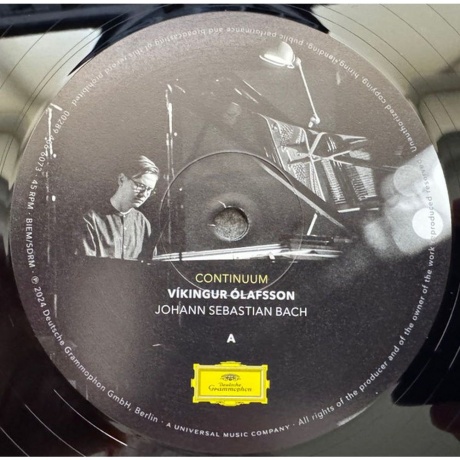 CONTINUUM
VÍKINGUR ÓLAFSSON
JOHANN SEBASTIAN BACH
A
Deutsche
Grammophon
45 RPM · BIEM/SDRM · ℗ 2024 Deutsche Grammophon GmbH, Berlin · A UNIVERSAL MUSIC COMPANY · All rights of the producer and of the owner of the work produced reserved
Unauthorized copying, hiring, lending, public performance and broadcasting of this record prohibited